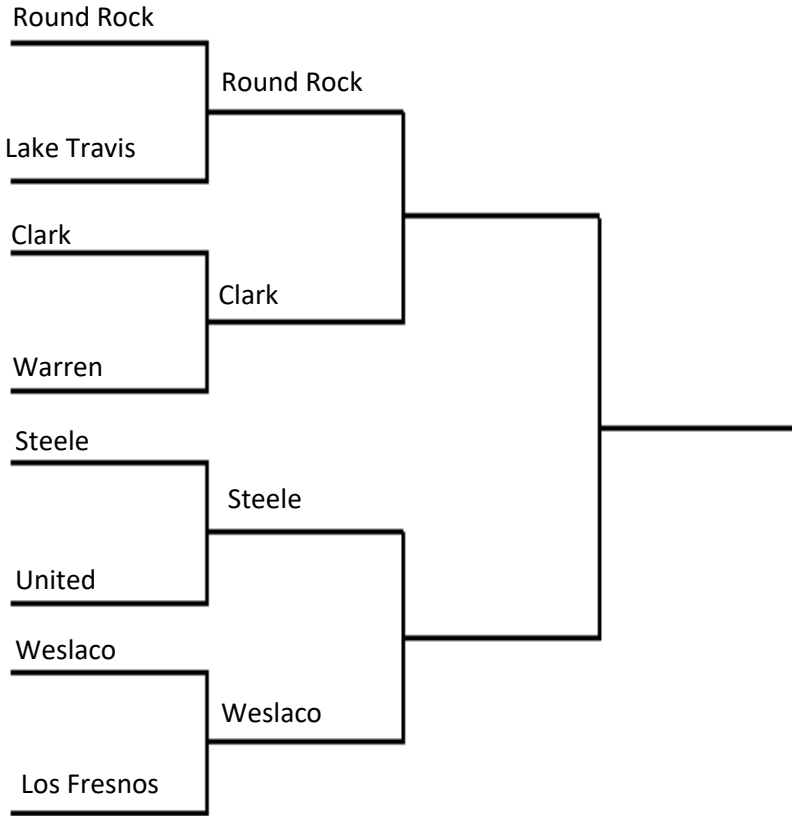 Round Rock
Round Rock
Lake Travis
Clark
Clark
Warren
Steele
Steele
United
Weslaco
Weslaco
Los Fresnos